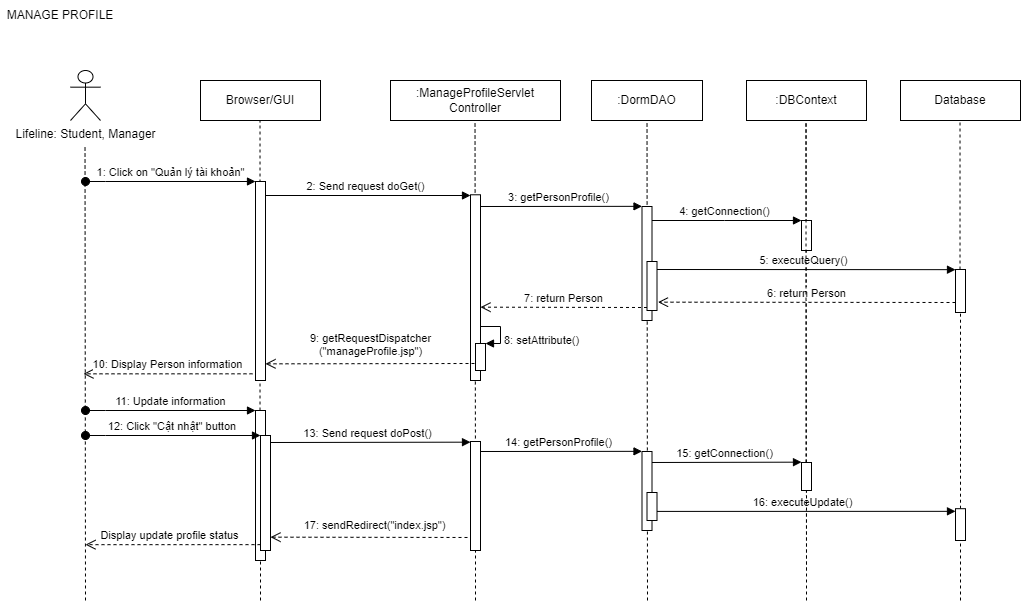 MANAGE PROFILE
Lifeline: Student, Manager
Browser/GUI
:ManageProfileServlet
Controller
:DormDAO
:DBContext
Database
1: Click on "Quản lý tài khoản"
2: Send request doGet()
3: getPersonProfile()
4: getConnection()
5: executeQuery()
6: return Person
7: return Person
8: setAttribute()
9: getRequestDispatcher
("manageProfile.jsp")
10: Display Person information
11: Update information
12: Click "Cật nhật" button
13: Send request doPost()
14: getPersonProfile()
15: getConnection()
16: executeUpdate()
17: sendRedirect("index.jsp")
Display update profile status